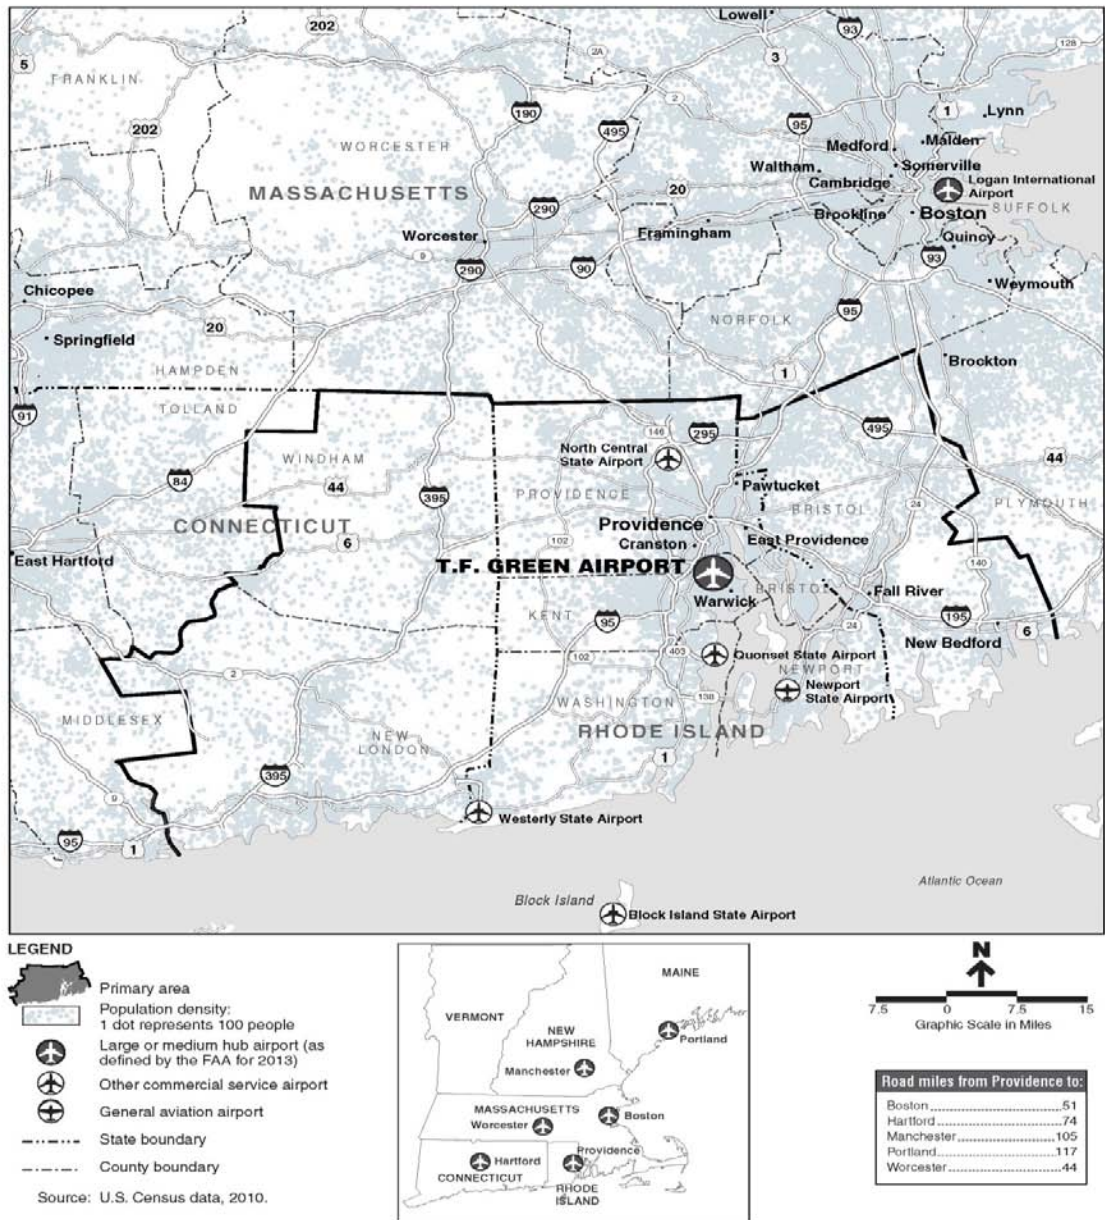 Lowell
93
202
2A
3
128
5
FRANKLIN
2
1
Lynn
190
202
495
95
Malden
WORCESTER
Medford
Somerville
Waltham
Cambridge
Logan International
Airport
MASSACHUSETTS
20
SUFFOLK
290
Brookline
Boston
Worcester
Framingham
Quincy
9
93
290
90
Chicopee
Weymouth
95
20
NORFOLK
Springfield
Brockton
HAMPDEN
1
TOLLAND
91
495
146
295
North Central
State Airport
WINDHAM
44
84
44
395
PROVIDENCE
Pawtucket
BRISTOL
PLYMOUTH
24
CONNECTICUT
Providence
6
102
Cranston
East Providence
East Hartford
T.F. GREEN AIRPORT
140
Warwick
BRISTOL
Fall River
KENT
95
195
6
24
New Bedford
102
403
Quonset State Airport
2
NEWPORT
Newport
State Airport
138
WASHINGTON
MIDDLESEX
NEW
LONDON
RHODE ISLAND
1
395
9
Westerly State Airport
95
1
Atlantic Ocean
Block Island
Block Island State Airport
LEGEND
Primary area
Population density:
1 dot represents 100 people
Large or medium hub airport (as
defined by the FAA for 2013)
Other commercial service airport
General aviation airport
State boundary
County boundary
Source: U.S. Census data, 2010.
MAINE
VERMONT
NEW
HAMPSHIRE
Portland
Manchester
MASSACHUSETTS
Boston
Worcester
Hartford
Providence
CONNECTICUT
RHODE
ISLAND
N
7.5 0 7.5 15
Graphic Scale in Miles
Road miles from Providence to:
Boston 51
Hartford 74
Manchester 105
Portland 117
Worcester 44